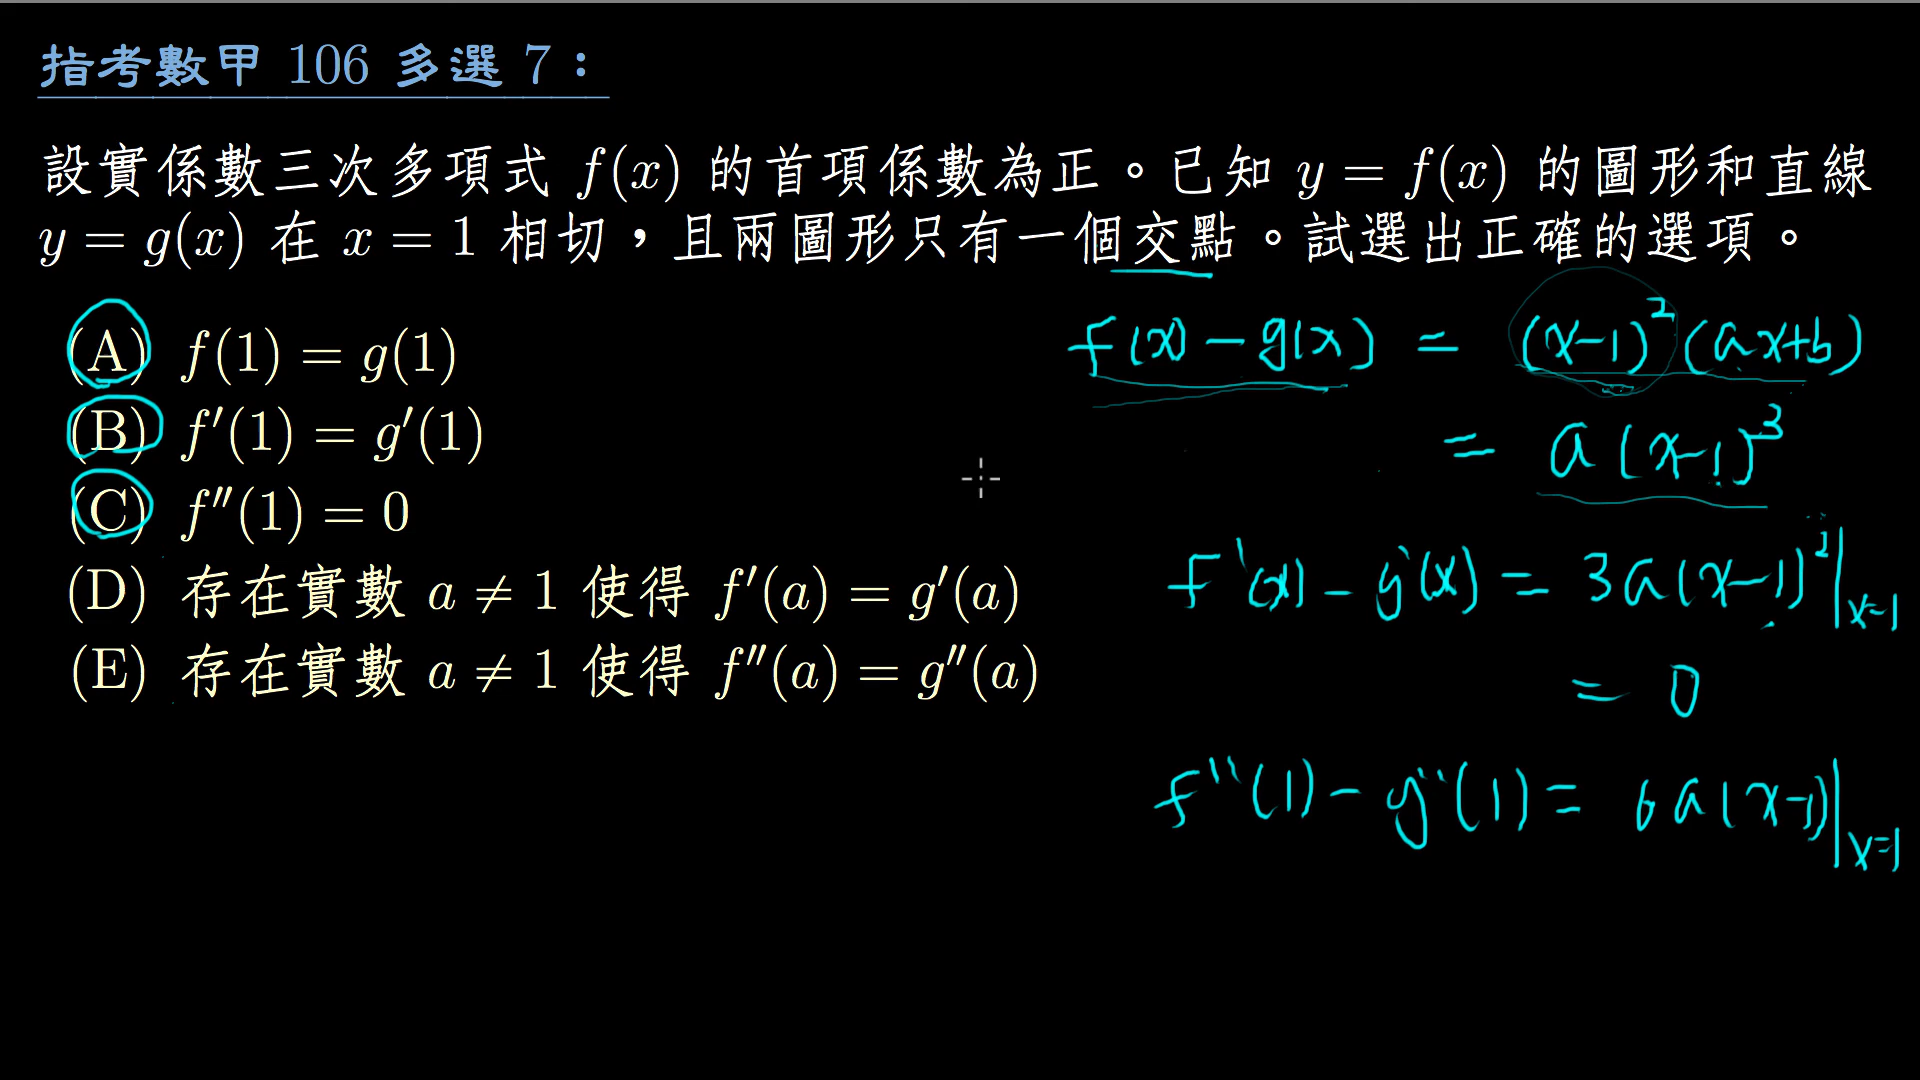 指考數甲 106 多選 7：
設實係數三次多項式 f(x) 的首項係數為正。已知 y = f(x) 的圖形和直線
y = g(x) 在 x = 1 相切，且兩圖形只有一個交點。試選出正確的選項。
(A) f(1) = g(1)
(B) f′(1) = g′(1)
(C) f″(1) = 0
(D) 存在實數 a ≠ 1 使得 f′(a) = g′(a)
(E) 存在實數 a ≠ 1 使得 f″(a) = g″(a)
f(x) − g(x) = (x−1)² (ax+b)
= a(x−1)³
f'(x) − g'(x) = 3a(x−1)²|x=1
= 0
f''(1) − g''(1) = 6a(x−1)|x=1